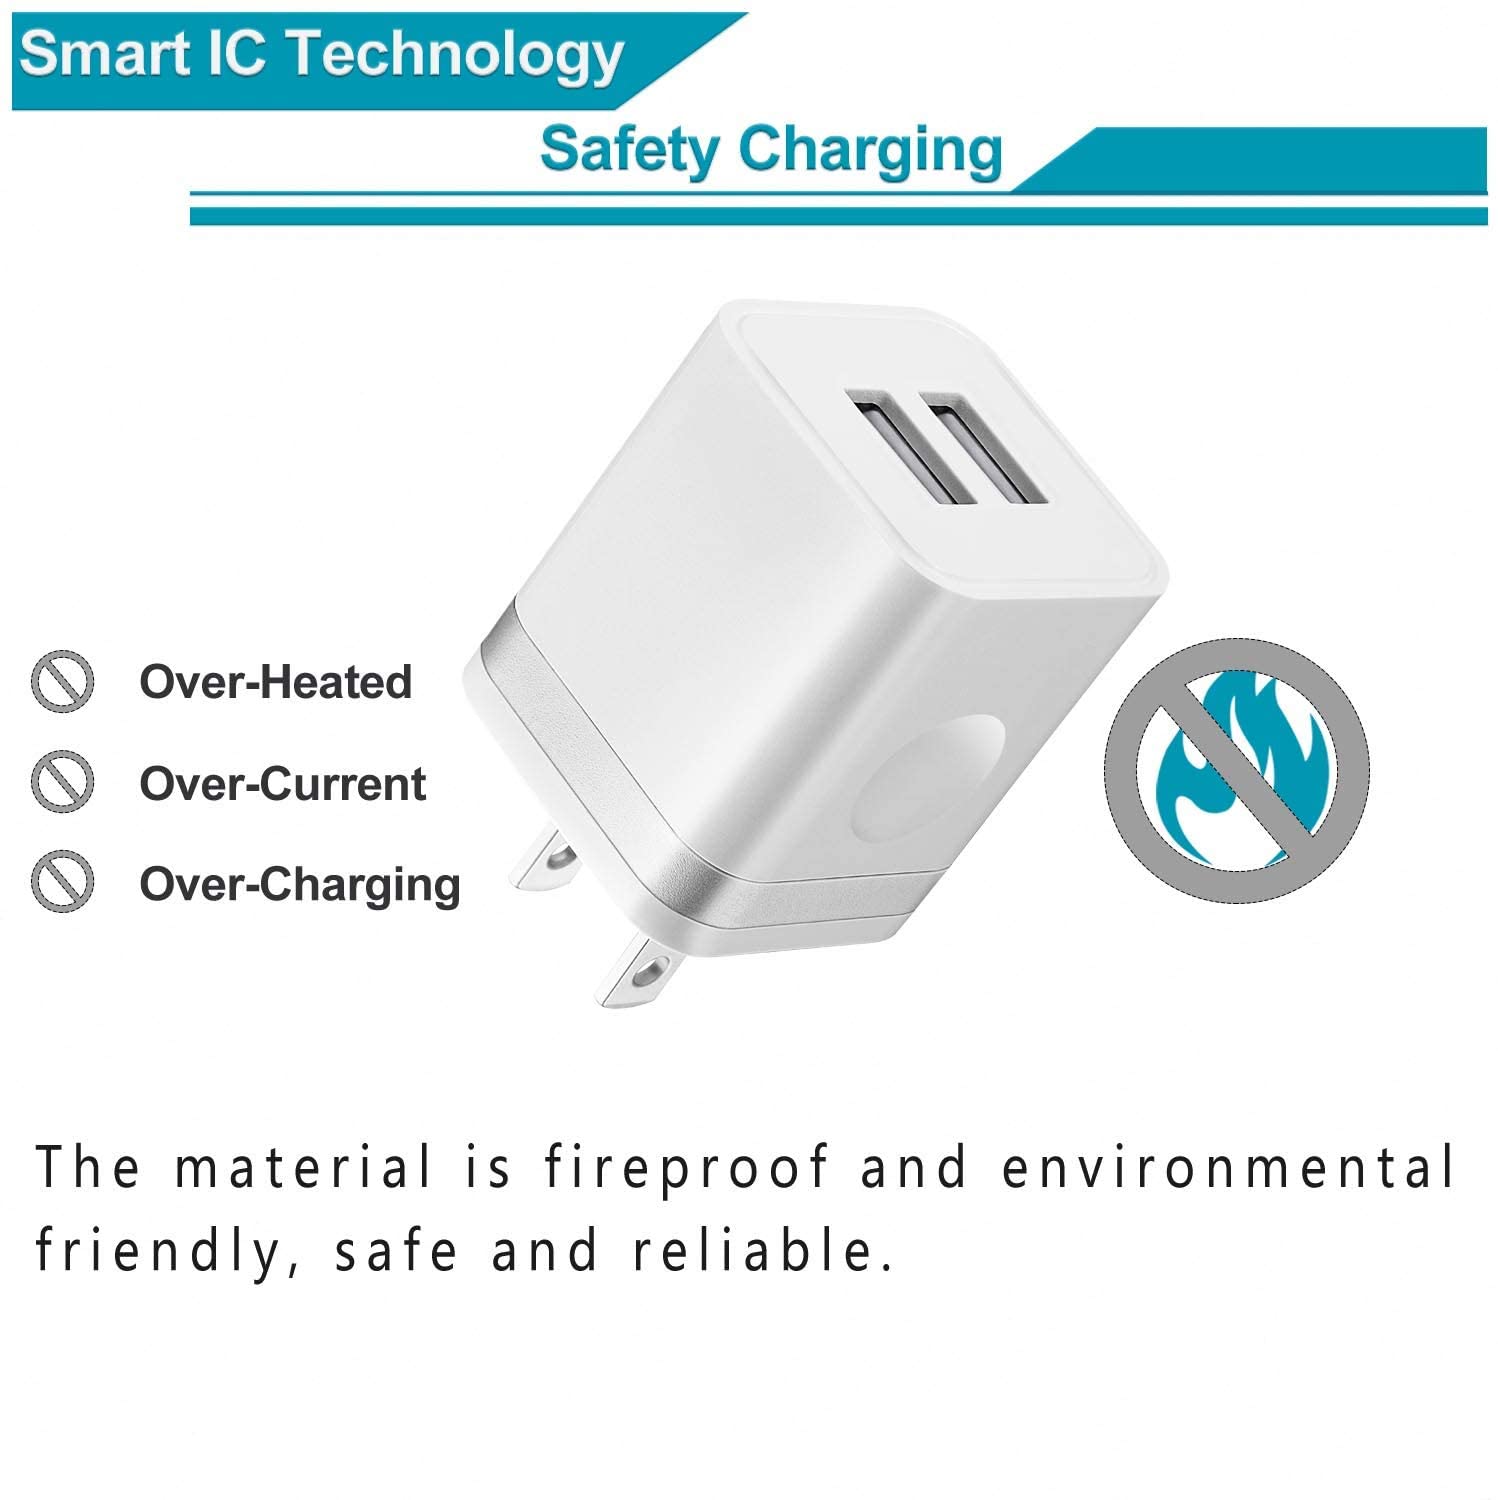 Smart IC Technology
Safety Charging
Over-Heated
Over-Current
Over-Charging
The material is fireproof and environmental
friendly, safe and reliable.